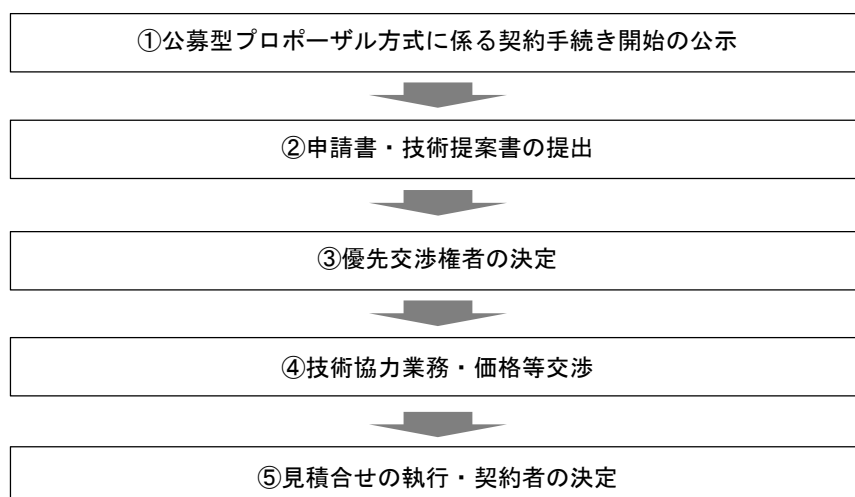 ①公募型プロポーザル方式に係る契約手続き開始の公示
②申請書・技術提案書の提出
③優先交渉権者の決定
④技術協力業務・価格等交渉
⑤見積合せの執行・契約者の決定